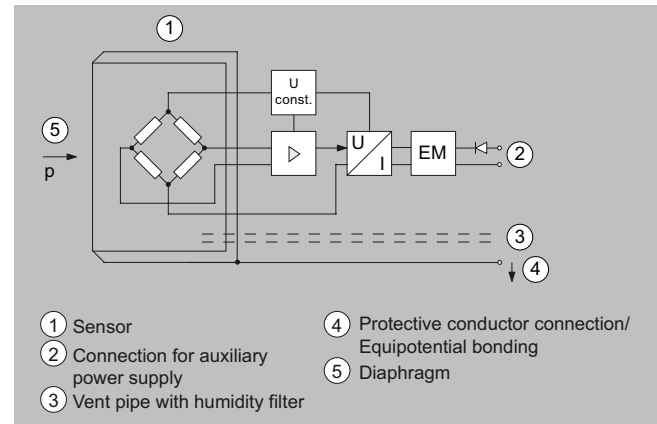 1
U
const.
5
p
U
I
EM
2
3
4
1 Sensor
2 Connection for auxiliary
power supply
3 Vent pipe with humidity filter
4 Protective conductor connection/
Equipotential bonding
5 Diaphragm